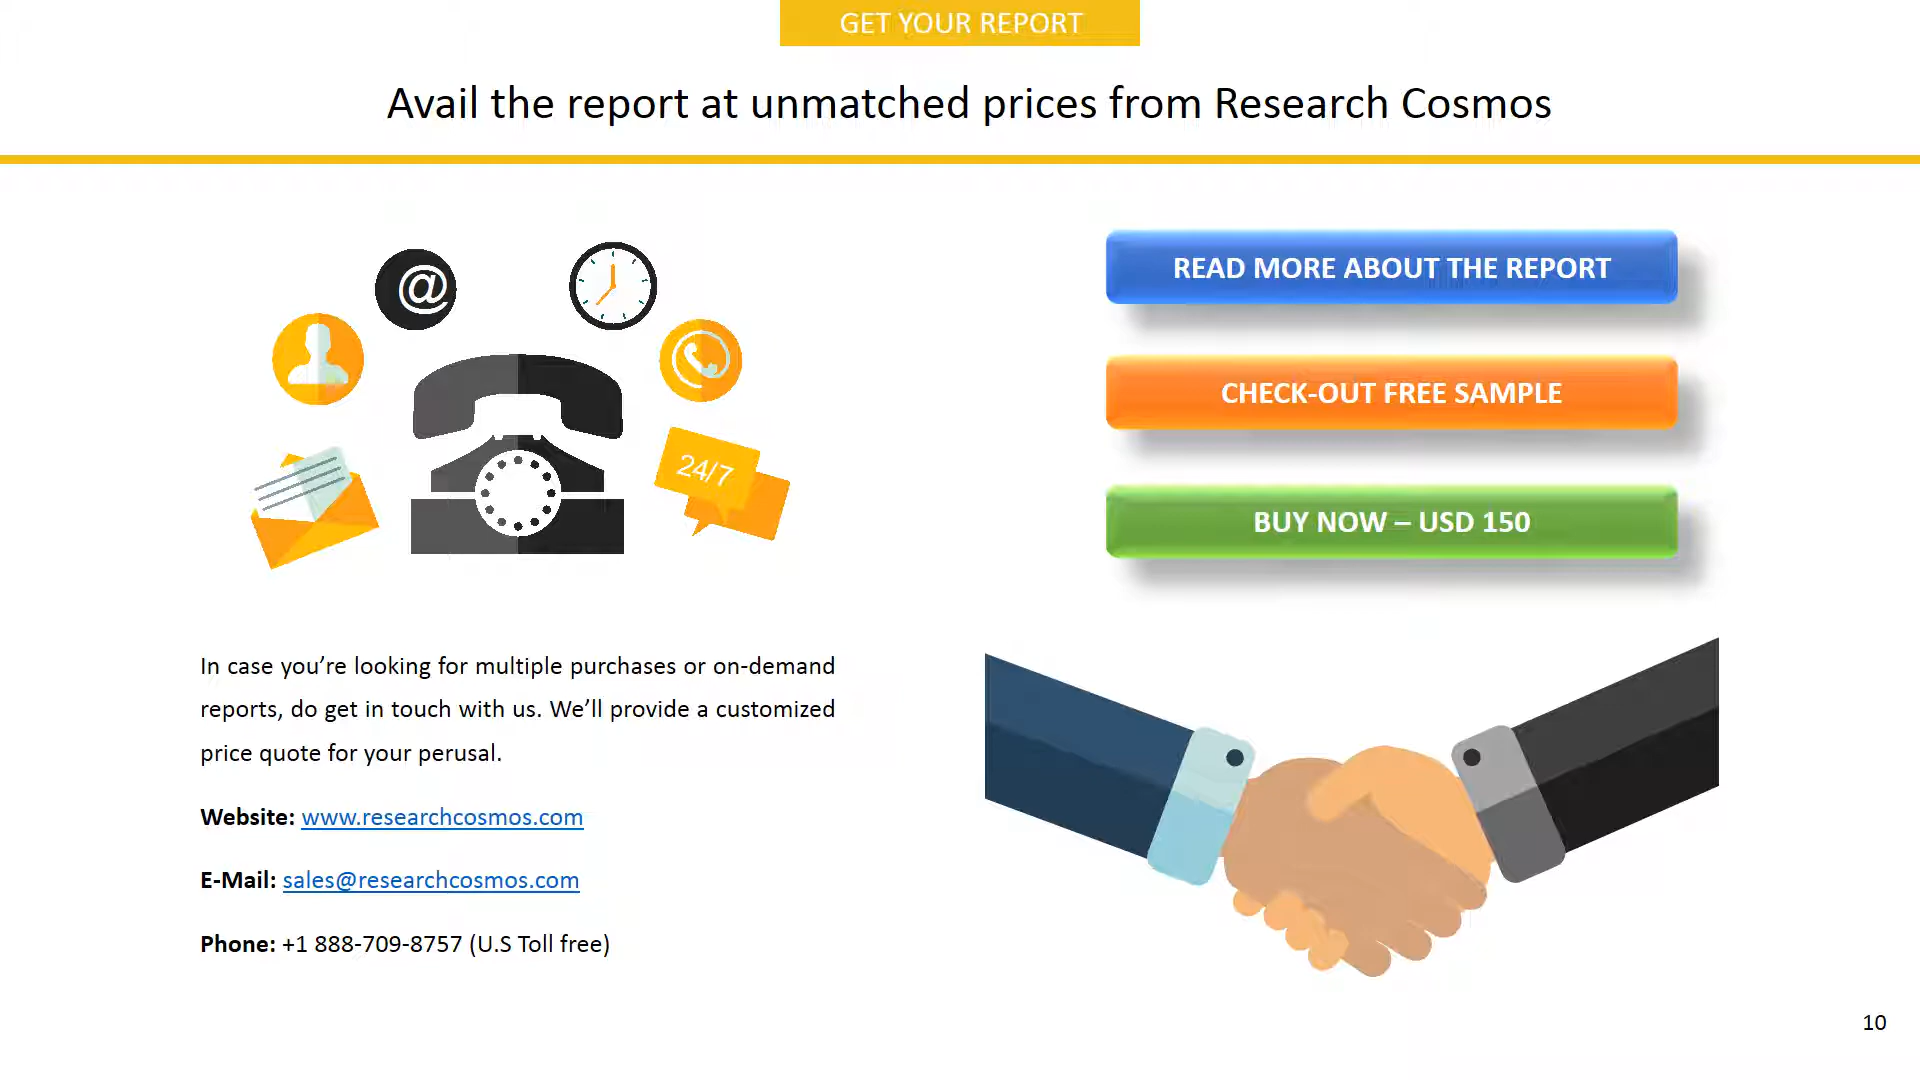 GET YOUR REPORT
Avail the report at unmatched prices from Research Cosmos
@
24/7
READ MORE ABOUT THE REPORT
CHECK-OUT FREE SAMPLE
BUY NOW – USD 150
In case you’re looking for multiple purchases or on-demand
reports, do get in touch with us. We’ll provide a customized
price quote for your perusal.
Website: www.researchcosmos.com
E-Mail: sales@researchcosmos.com
Phone: +1 888-709-8757 (U.S Toll free)
10